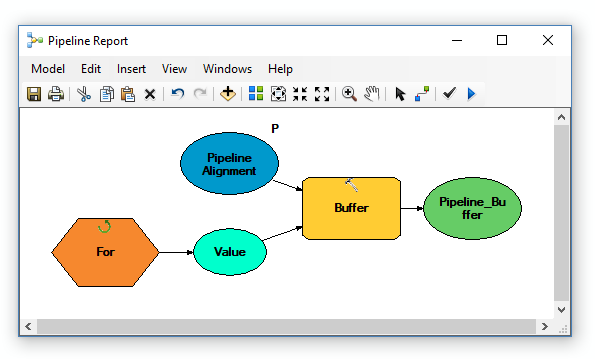 Pipeline Report
Model Edit Insert View Windows Help
P
Pipeline
Alignment
Buffer
Pipeline_Bu
ffer
For
Value